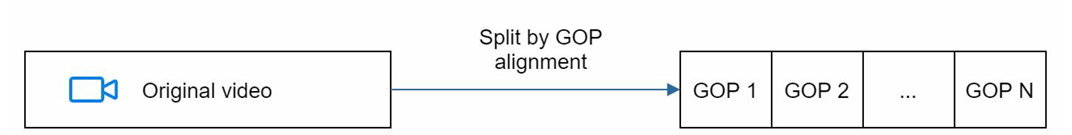 Original video
Split by GOP
alignment
GOP 1
GOP 2
...
GOP N